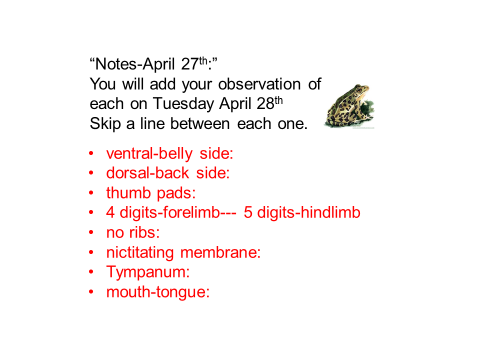 “Notes-April 27th:”
You will add your observation of
each on Tuesday April 28th
Skip a line between each one.
• ventral-belly side:
• dorsal-back side:
• thumb pads:
• 4 digits-forelimb--- 5 digits-hindlimb
• no ribs:
• nictitating membrane:
• Tympanum:
• mouth-tongue: